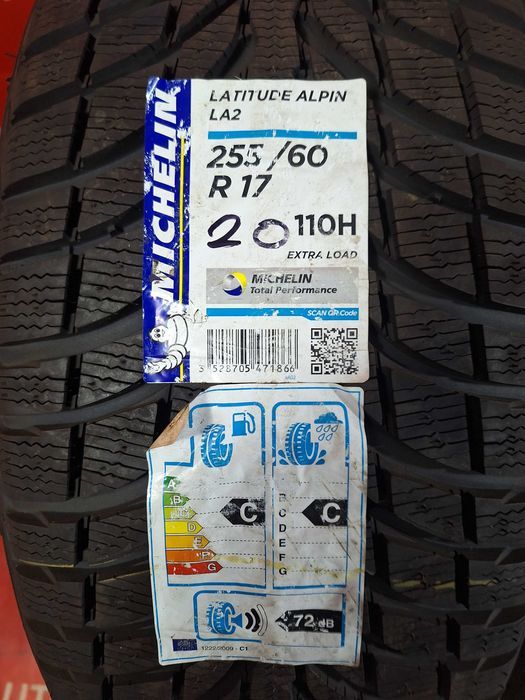 MICHELIN
LATITUDE ALPIN
LA2
255/60
R 17
20 110H
EXTRA LOAD
MICHELIN
Total Performance
SCAN QR Code
3 528705 471866
A
B
C
D
E
F
G
C
B
C
D
E
F
G
C
72 dB
1222/2009 - C1